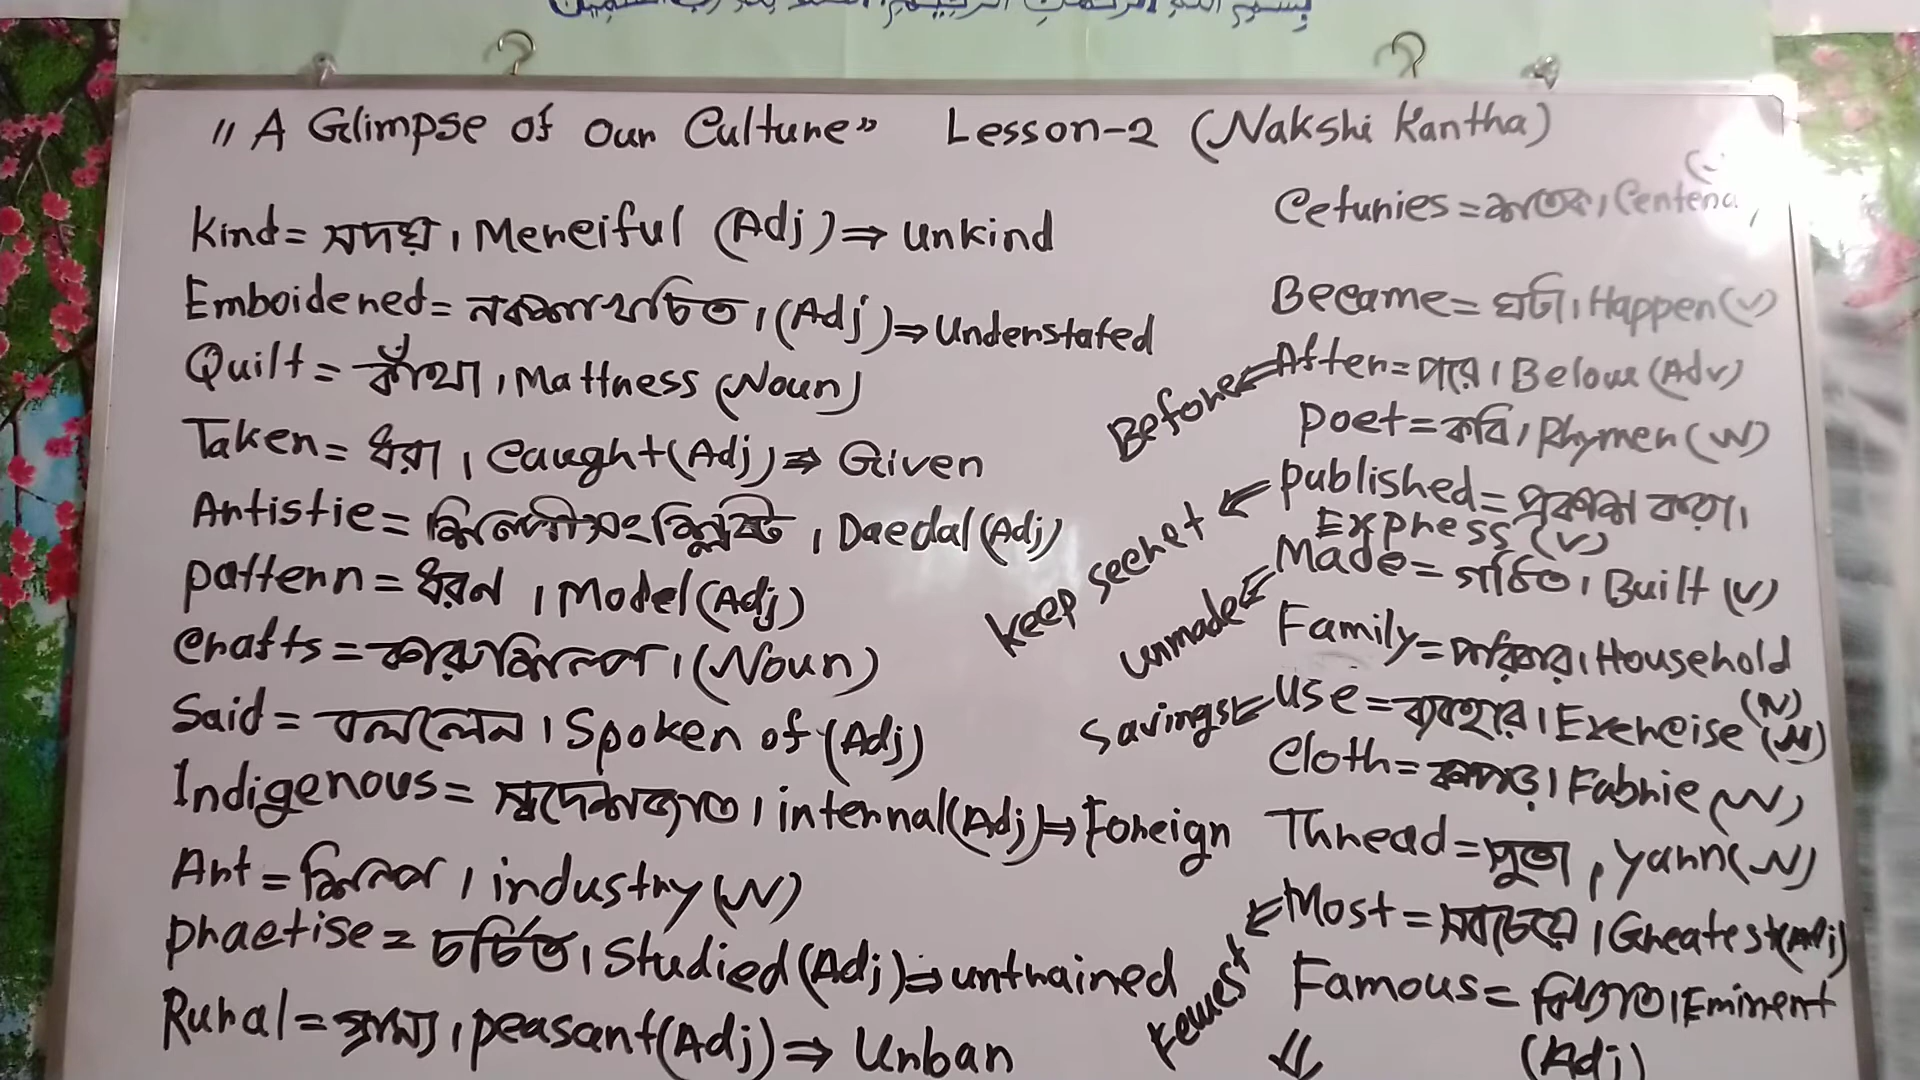 "A Glimpse of Our Culture" Lesson-2 (Nakshi Kantha)
Kind = সদয়। Merciful (Adj) ⇒ Unkind
Emboidered = নকশাখচিত। (Adj) ⇒ Understated
Quilt = কাঁথা। Mattress (Noun)
Taken = ধরা। Caught (Adj) ⇒ Given
Artistic = শিল্পসংশ্লিষ্ট। Daedal (Adj)
Pattern = ধরন। Model (Adj)
Crafts = কারুশিল্প। (Noun)
Said = বললেন। Spoken of (Adj)
Indigenous = স্বদেশজাত। internal (Adj) ⇒ Foreign
Art = শিল্প। industry (N)
Practise = চর্চিত। Studied (Adj) ⇒ untrained
Rural = গ্রাম্য। peasant (Adj) ⇒ Urban
Ceturies = শতক। Centena
Became = ঘটা। Happen (v)
Before ⇐ After = পরে। Below (Adv)
Poet = কবি। Rhymer (N)
Keep secret ⇐ Published = প্রকাশ করা।
Express (v)
Unmade ⇐ Made = গঠিত। Built (v)
Family = পরিবার। Household
(N)
Savings ⇐ Use = ব্যবহার। Exercise (N)
Cloth = কাপড়। Fabric (N)
Thread = সুতা, Yarn (N)
Fewest ⇐ Most = সবচেয়ে। Greatest (Adj)
Famous = বিখ্যাত। Eminent
⇓ (Adj)